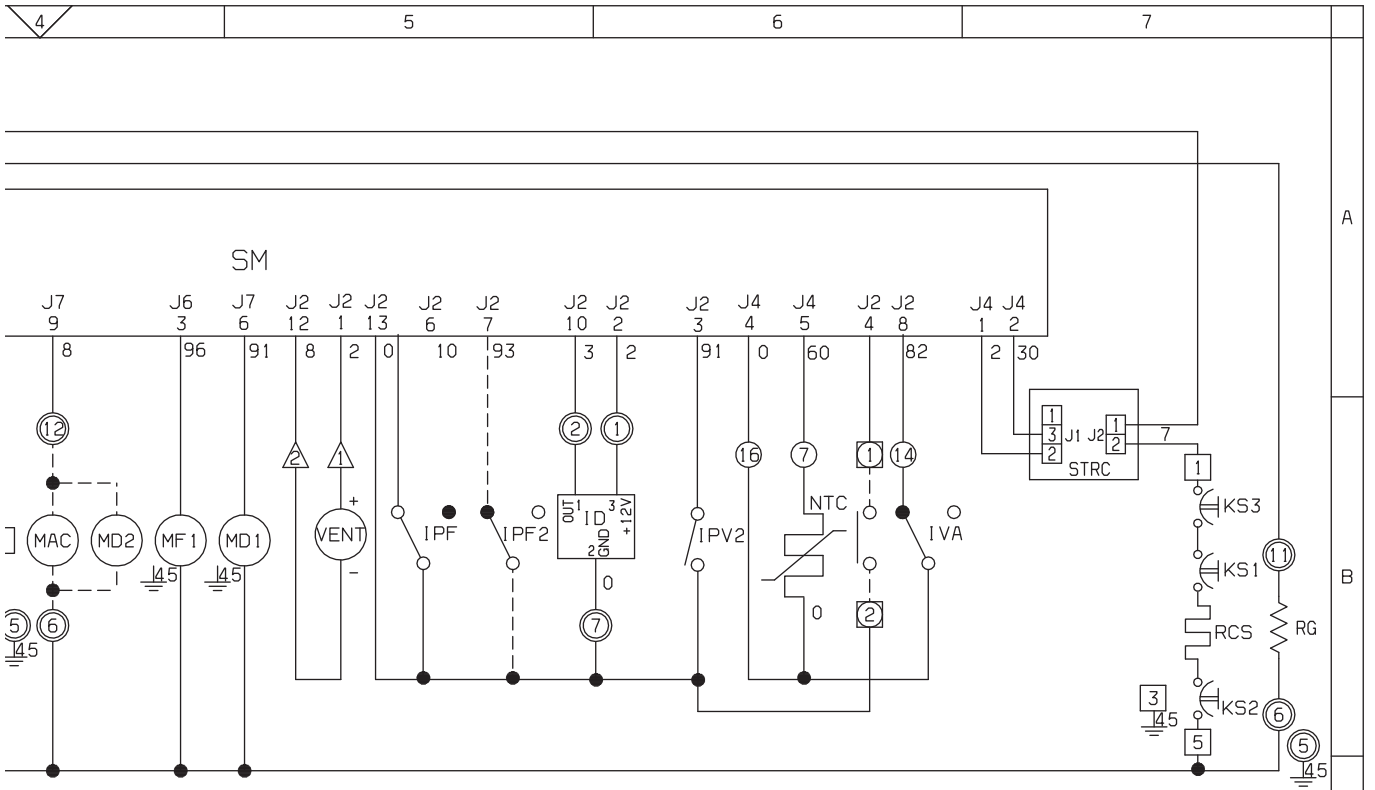 4 5 6 7
A
SM
J7 J6 J7 J2 J2 J2 J2 J2 J2 J2 J2 J4 J4 J2 J2 J4 J4
9 3 6 12 1 13 6 7 10 2 3 4 5 4 8 1 2
8 96 91 8 2 0 10 93 3 2 91 0 60 82 2 30
12 2 1 2 1 16 7 1 14
1 3 2 J1 J2 1 2 7
STRC
1
MAC MD2 MF1 MD1 VENT + - IPF IPF2 OUT 1 ID 3 +12V 2 GND IPV2 NTC IVA KS3
45 45 KS1 11 B
0 0
5 6 7 2 RCS RG
45
3 KS2 6
45
5 5
45